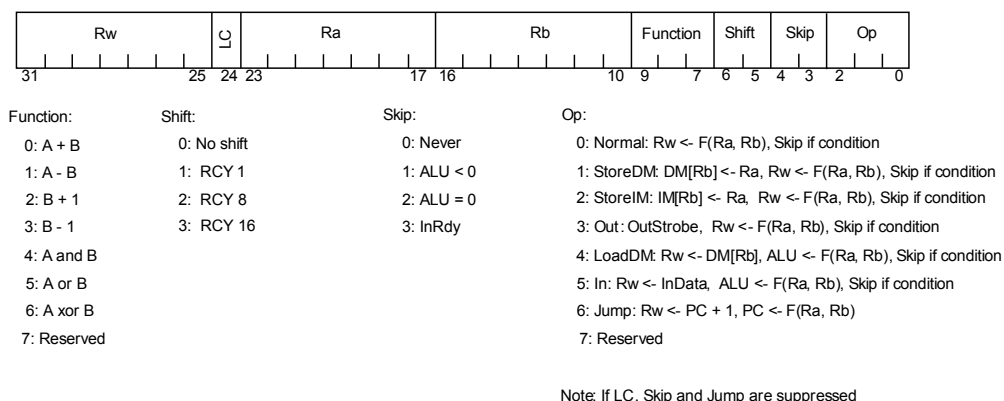 Rw LC Ra Rb Function Shift Skip Op
31 25 24 23 17 16 10 9 7 6 5 4 3 2 0
Function:
0: A + B
1: A - B
2: B + 1
3: B - 1
4: A and B
5: A or B
6: A xor B
7: Reserved
Shift:
0: No shift
1: RCY 1
2: RCY 8
3: RCY 16
Skip:
0: Never
1: ALU < 0
2: ALU = 0
3: InRdy
Op:
0: Normal: Rw <- F(Ra, Rb), Skip if condition
1: StoreDM: DM[Rb] <- Ra, Rw <- F(Ra, Rb), Skip if condition
2: StoreIM: IM[Rb] <- Ra, Rw <- F(Ra, Rb), Skip if condition
3: Out: OutStrobe, Rw <- F(Ra, Rb), Skip if condition
4: LoadDM: Rw <- DM[Rb], ALU <- F(Ra, Rb), Skip if condition
5: In: Rw <- InData, ALU <- F(Ra, Rb), Skip if condition
6: Jump: Rw <- PC + 1, PC <- F(Ra, Rb)
7: Reserved
Note: If LC, Skip and Jump are suppressed